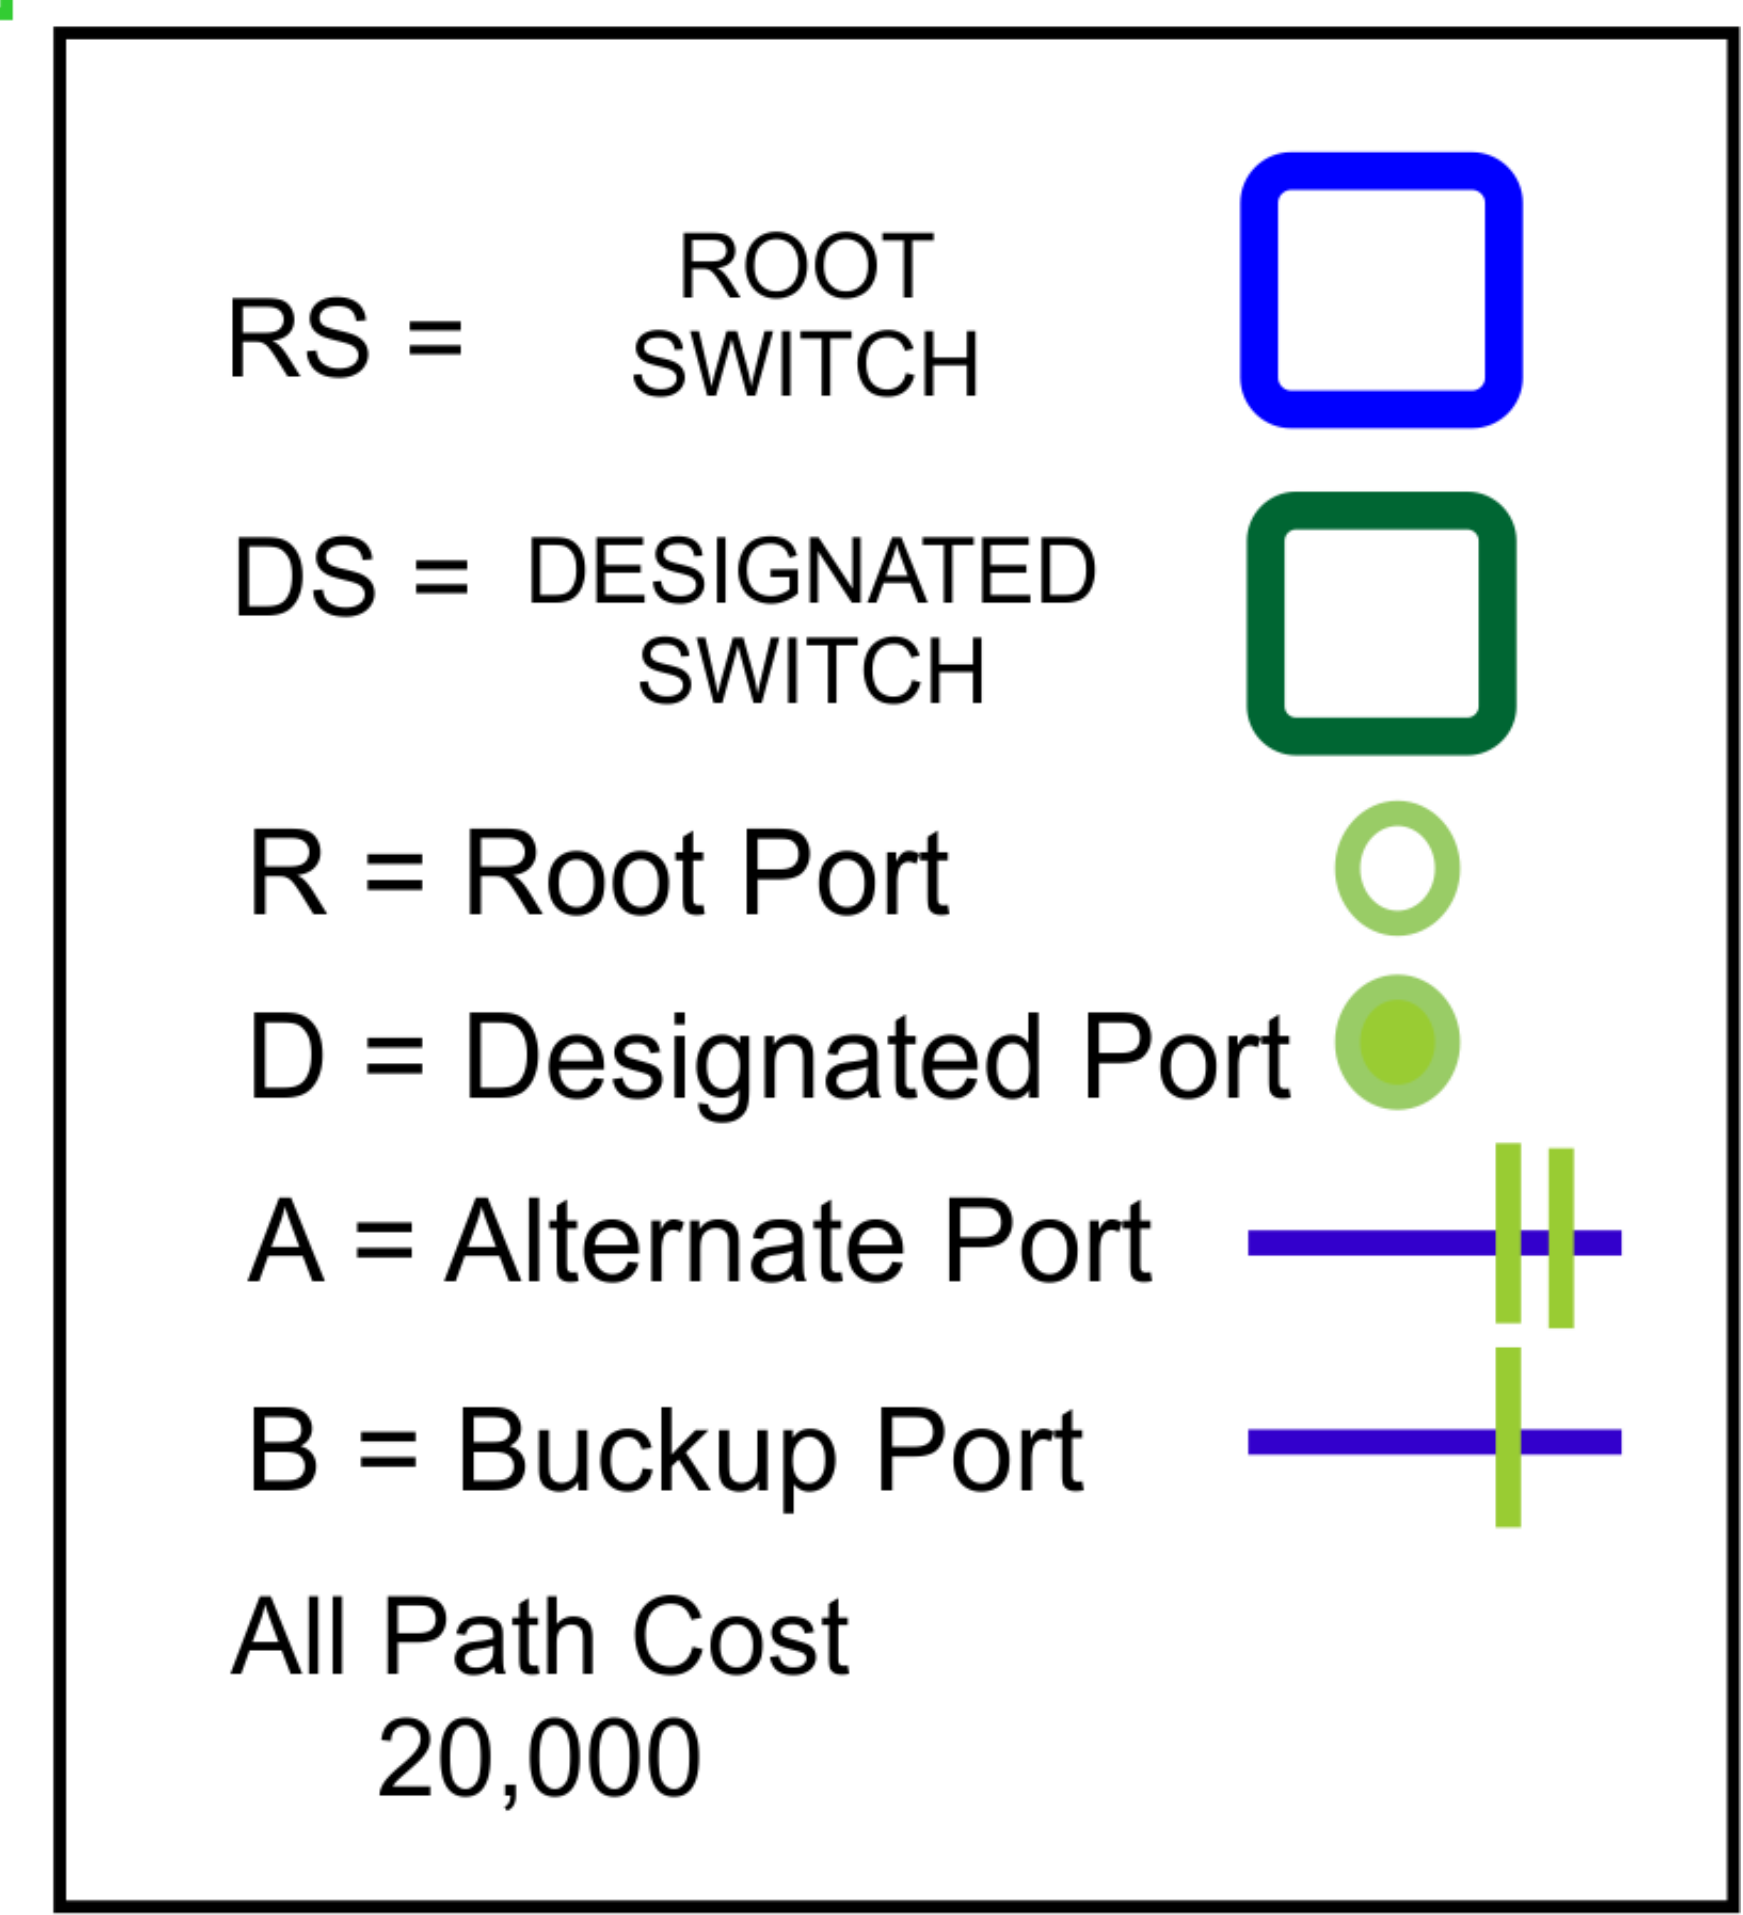 RS = ROOT
SWITCH
DS = DESIGNATED
SWITCH
R = Root Port
D = Designated Port
A = Alternate Port
B = Buckup Port
All Path Cost
20,000